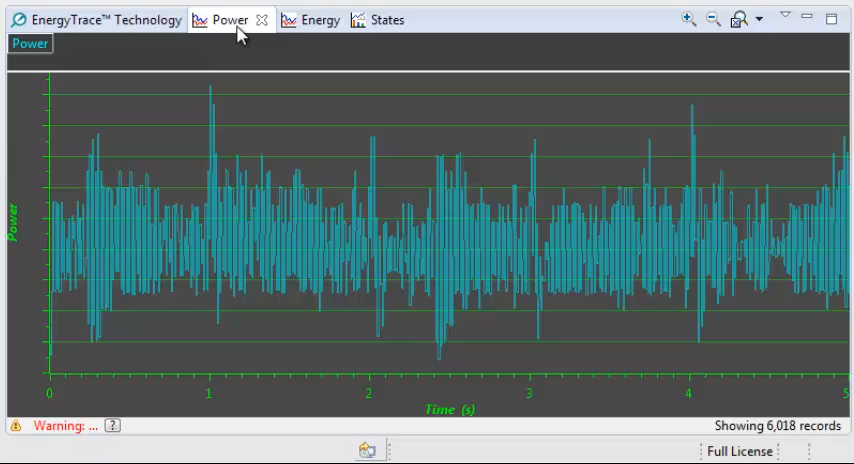 EnergyTrace™ Technology Power Energy States
Power
Power
0 1 2 3 4 5
Time (s)
Warning: ... ? Showing 6,018 records
Full License